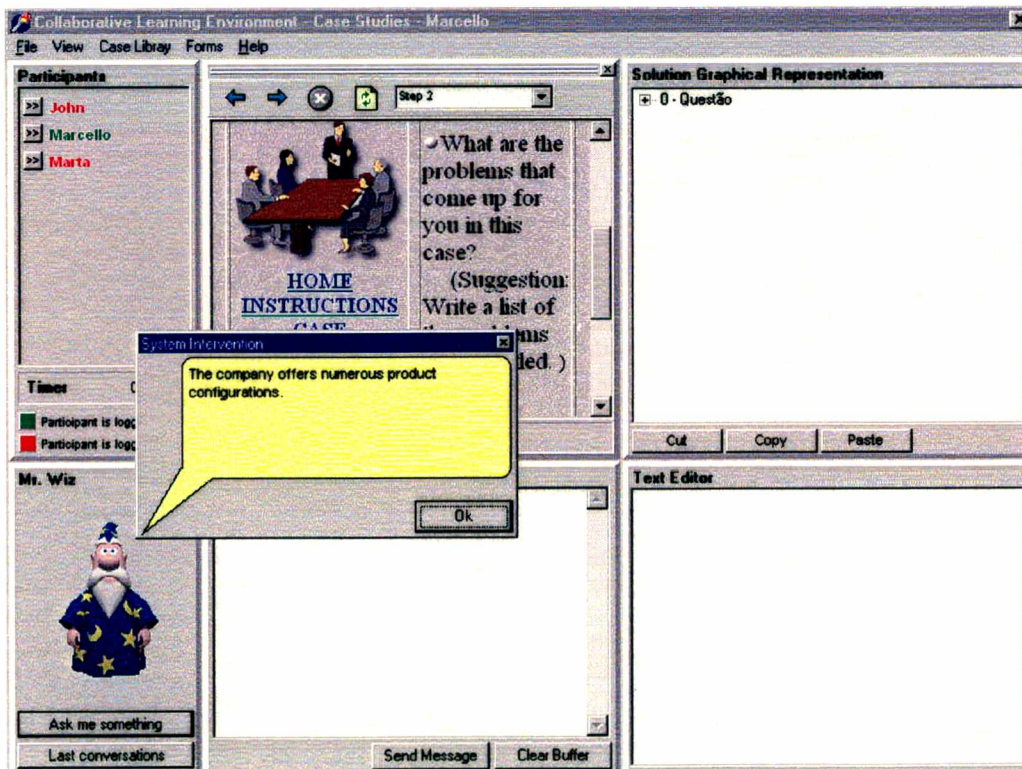 Collaborative Learning Environment - Case Studies - Marcello
File View Case Libray Forms Help
Participants
>> John
>> Marcello
>> Marta
Timer
Participant is logg
Participant is logg
Step 2
HOME
INSTRUCTIONS
CASE
What are the
problems that
come up for
you in this
case?
(Suggestion:
Write a list of
Solution Graphical Representation
0 - Questão
Cut Copy Paste
System Intervention
The company offers numerous product
configurations.
Ok
Mr. Wiz
Ask me something
Last conversations
Send Message Clear Buffer
Text Editor